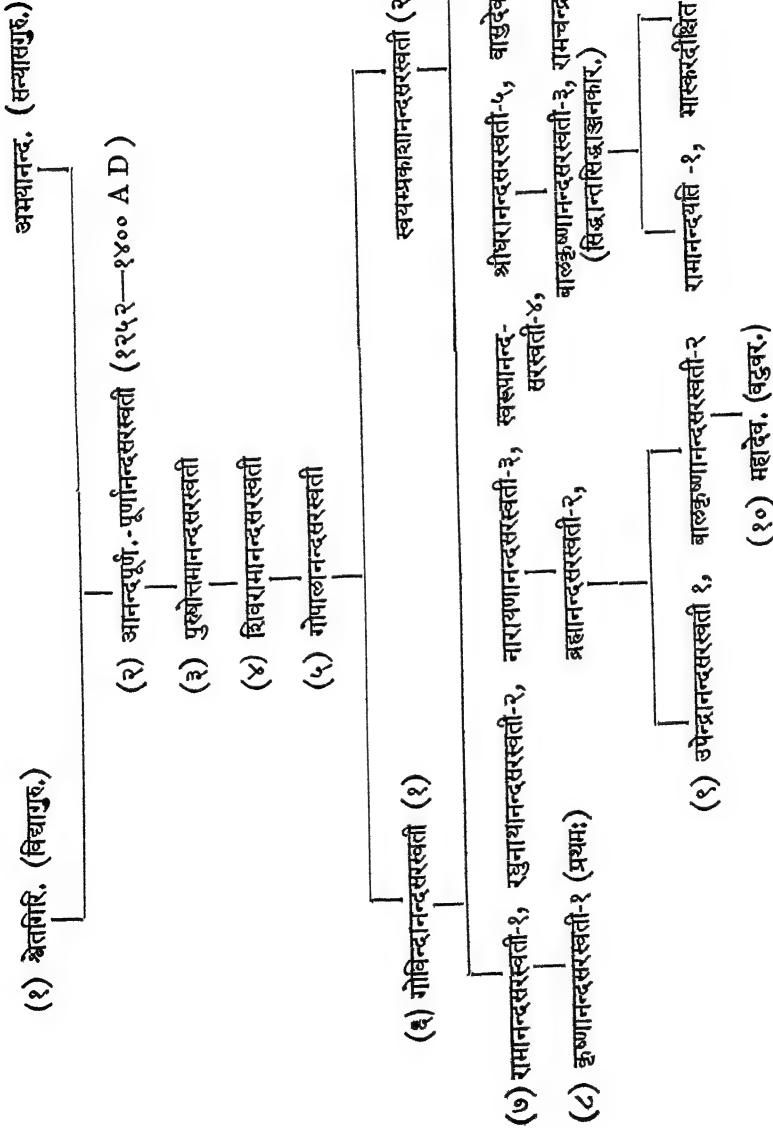 (१) श्वेतगिरि. (विद्यागुरु.) अभयानन्द. (सन्यासगुरु.)
(२) आनन्दपूर्ण.-पूर्णानन्दसरस्वती (१२५२—१४०० A D)
(३) पुरुषोत्तमानन्दसरस्वती
(४) शिवरामानन्दसरस्वती
(५) गोपालानन्दसरस्वती
(६) गोविन्दानन्दसरस्वती (१) स्वयम्प्रकाशानन्दसरस्वती (२
(७) रामानन्दसरस्वती-१, रघुनाथानन्दसरस्वती-२, नारायणानन्दसरस्वती-३, स्वरूपानन्द-
सरस्वती-४, श्रीधरानन्दसरस्वती-५, वासुदेव
(८) कृष्णानन्दसरस्वती-१ (प्रथमः) ब्रह्मानन्दसरस्वती-२, बालकृष्णानन्दसरस्वती-३, रामचन्द्र
(सिद्धान्तसिद्धाञ्जनकार.)
(९) उपेन्द्रानन्दसरस्वती १, बालकृष्णानन्दसरस्वती-२ रामानन्दयति -१, भास्करदीक्षित
(१०) महादेव. (वटुवर.)